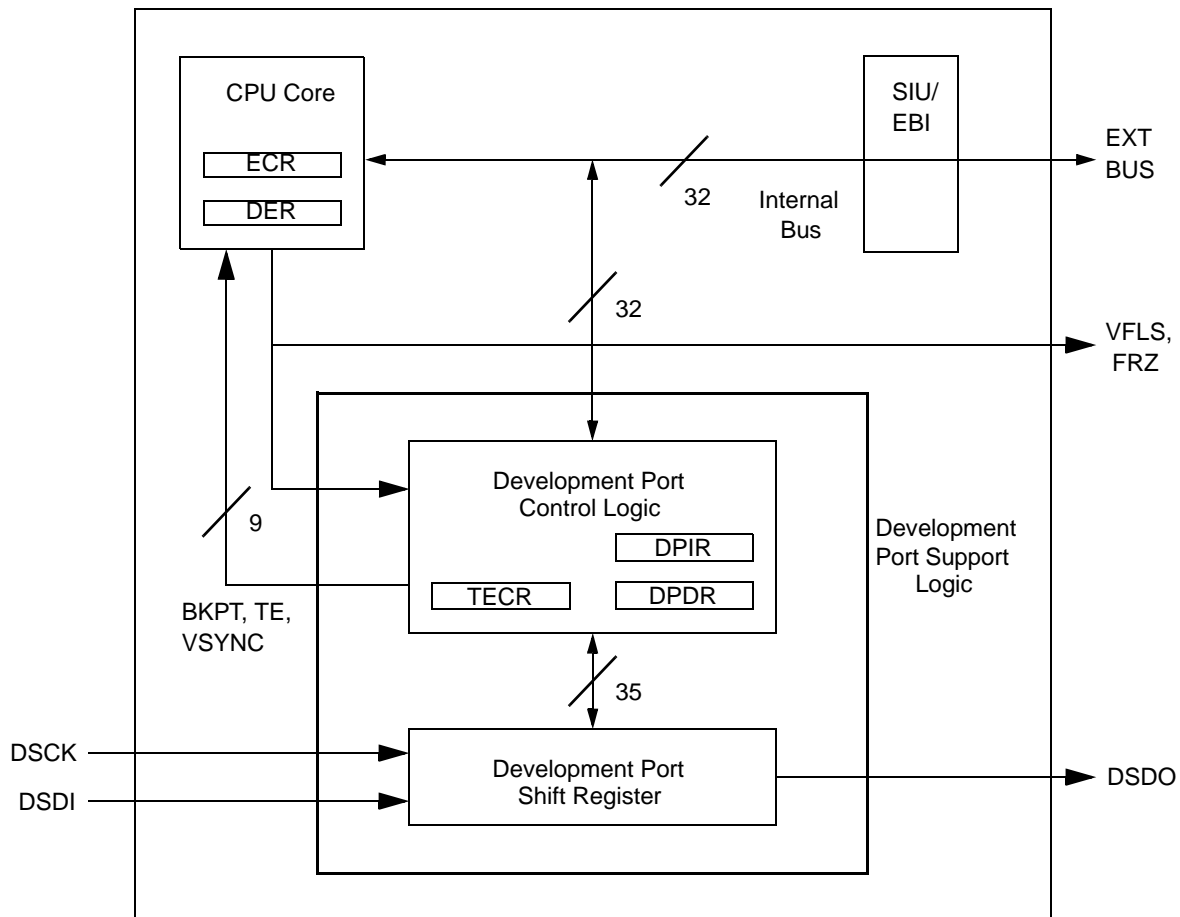 CPU Core
ECR
DER
SIU/
EBI
EXT
BUS
32
Internal
Bus
32
VFLS,
FRZ
Development Port
Control Logic
9
DPIR
TECR
DPDR
Development
Port Support
Logic
BKPT, TE,
VSYNC
35
DSCK
DSDI
Development Port
Shift Register
DSDO